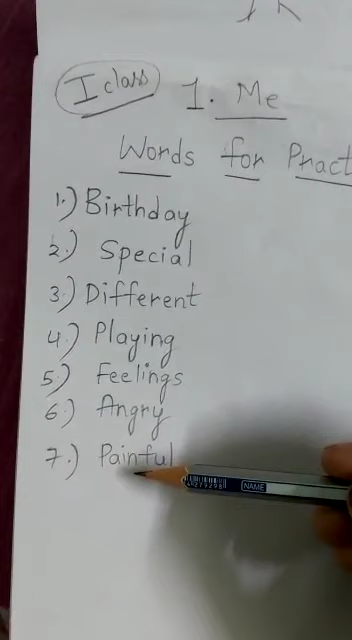 I class
1. Me
Words for Pract
1.) Birthday
2.) Special
3.) Different
4.) Playing
5.) Feelings
6.) Angry
7.) Painful
NAME